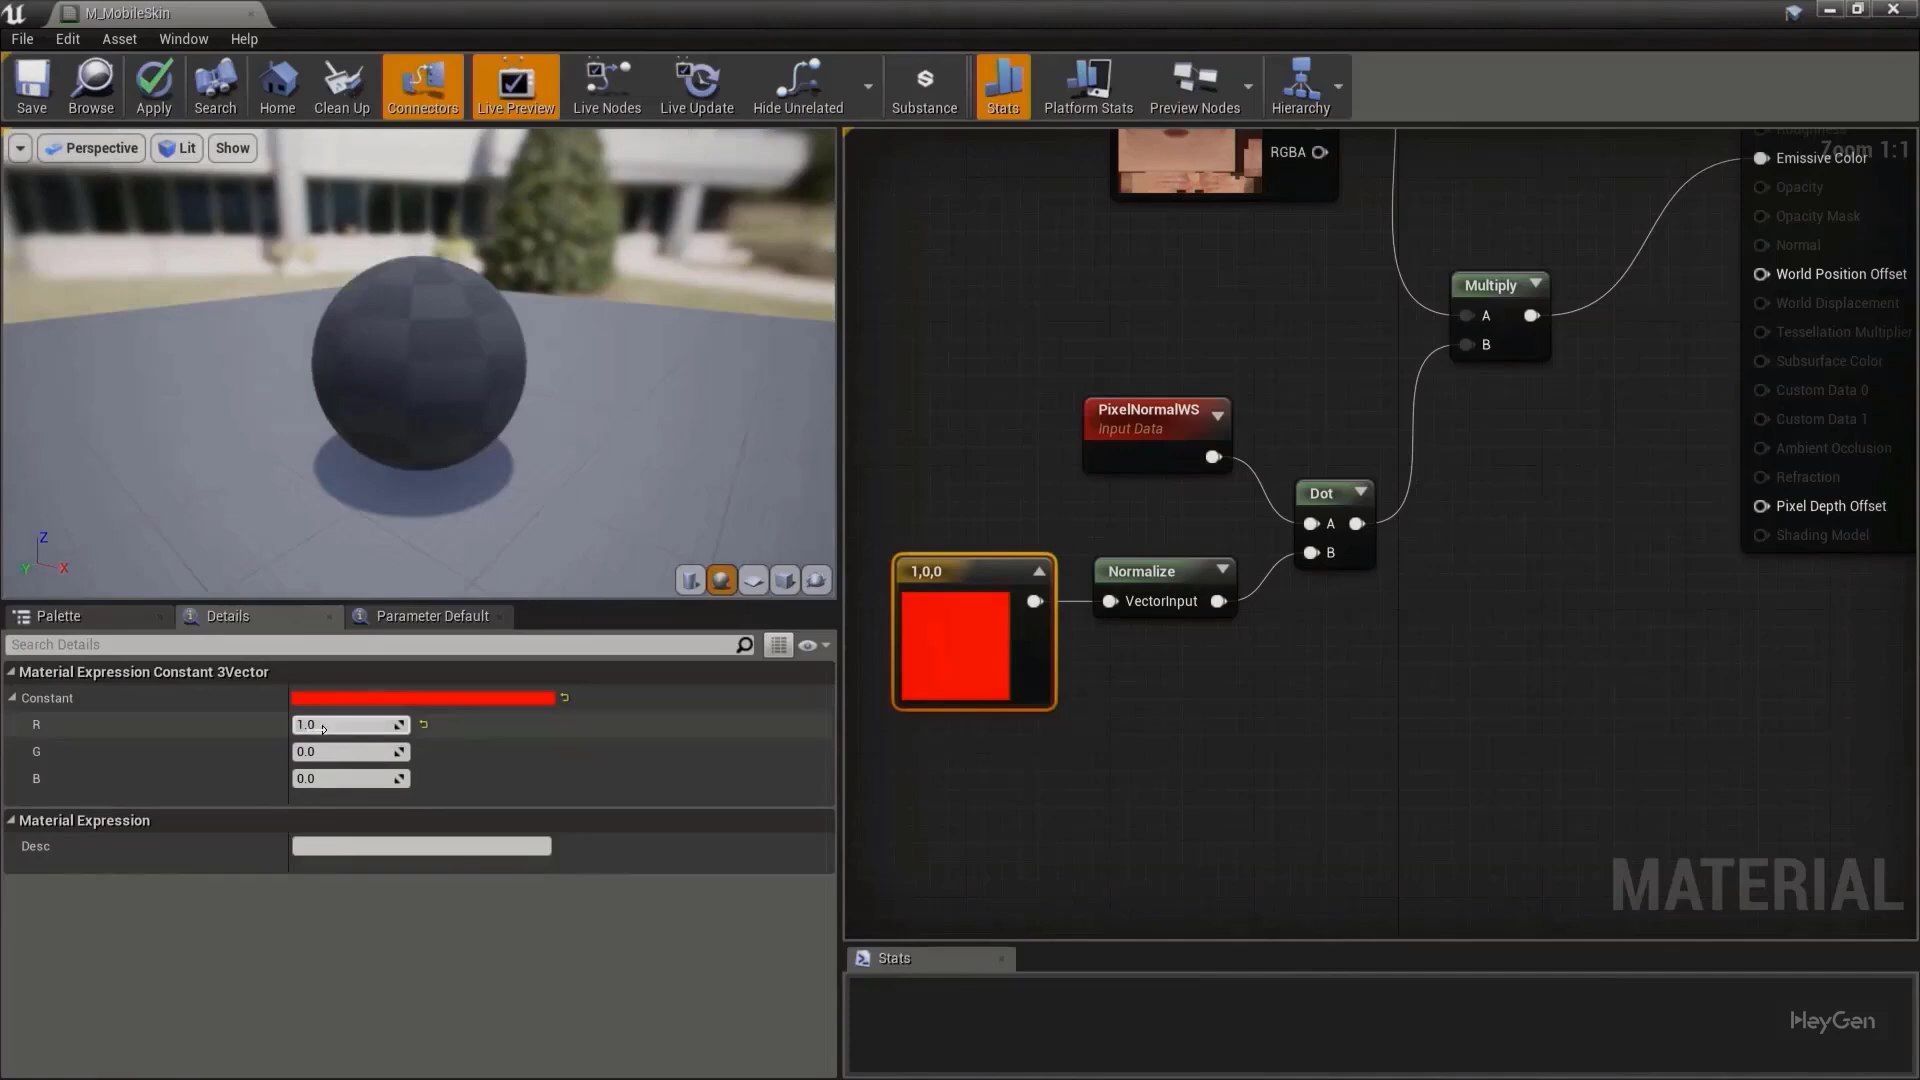 M_MobileSkin
File Edit Asset Window Help
Save Browse Apply Search Home Clean Up Connectors Live Preview Live Nodes Live Update Hide Unrelated Substance Stats Platform Stats Preview Nodes Hierarchy
Perspective Lit Show
Z
Y X
RGBA
Zoom 1:1
Roughness
Emissive Color
Opacity
Opacity Mask
Normal
World Position Offset
World Displacement
Tessellation Multiplier
Subsurface Color
Custom Data 0
Custom Data 1
Ambient Occlusion
Refraction
Pixel Depth Offset
Shading Model
Multiply
A
B
PixelNormalWS
Input Data
Dot
A
B
1,0,0
Normalize
VectorInput
MATERIAL
Palette Details Parameter Default
Search Details
Material Expression Constant 3Vector
Constant
R 1.0
G 0.0
B 0.0
Material Expression
Desc
Stats
HeyGen